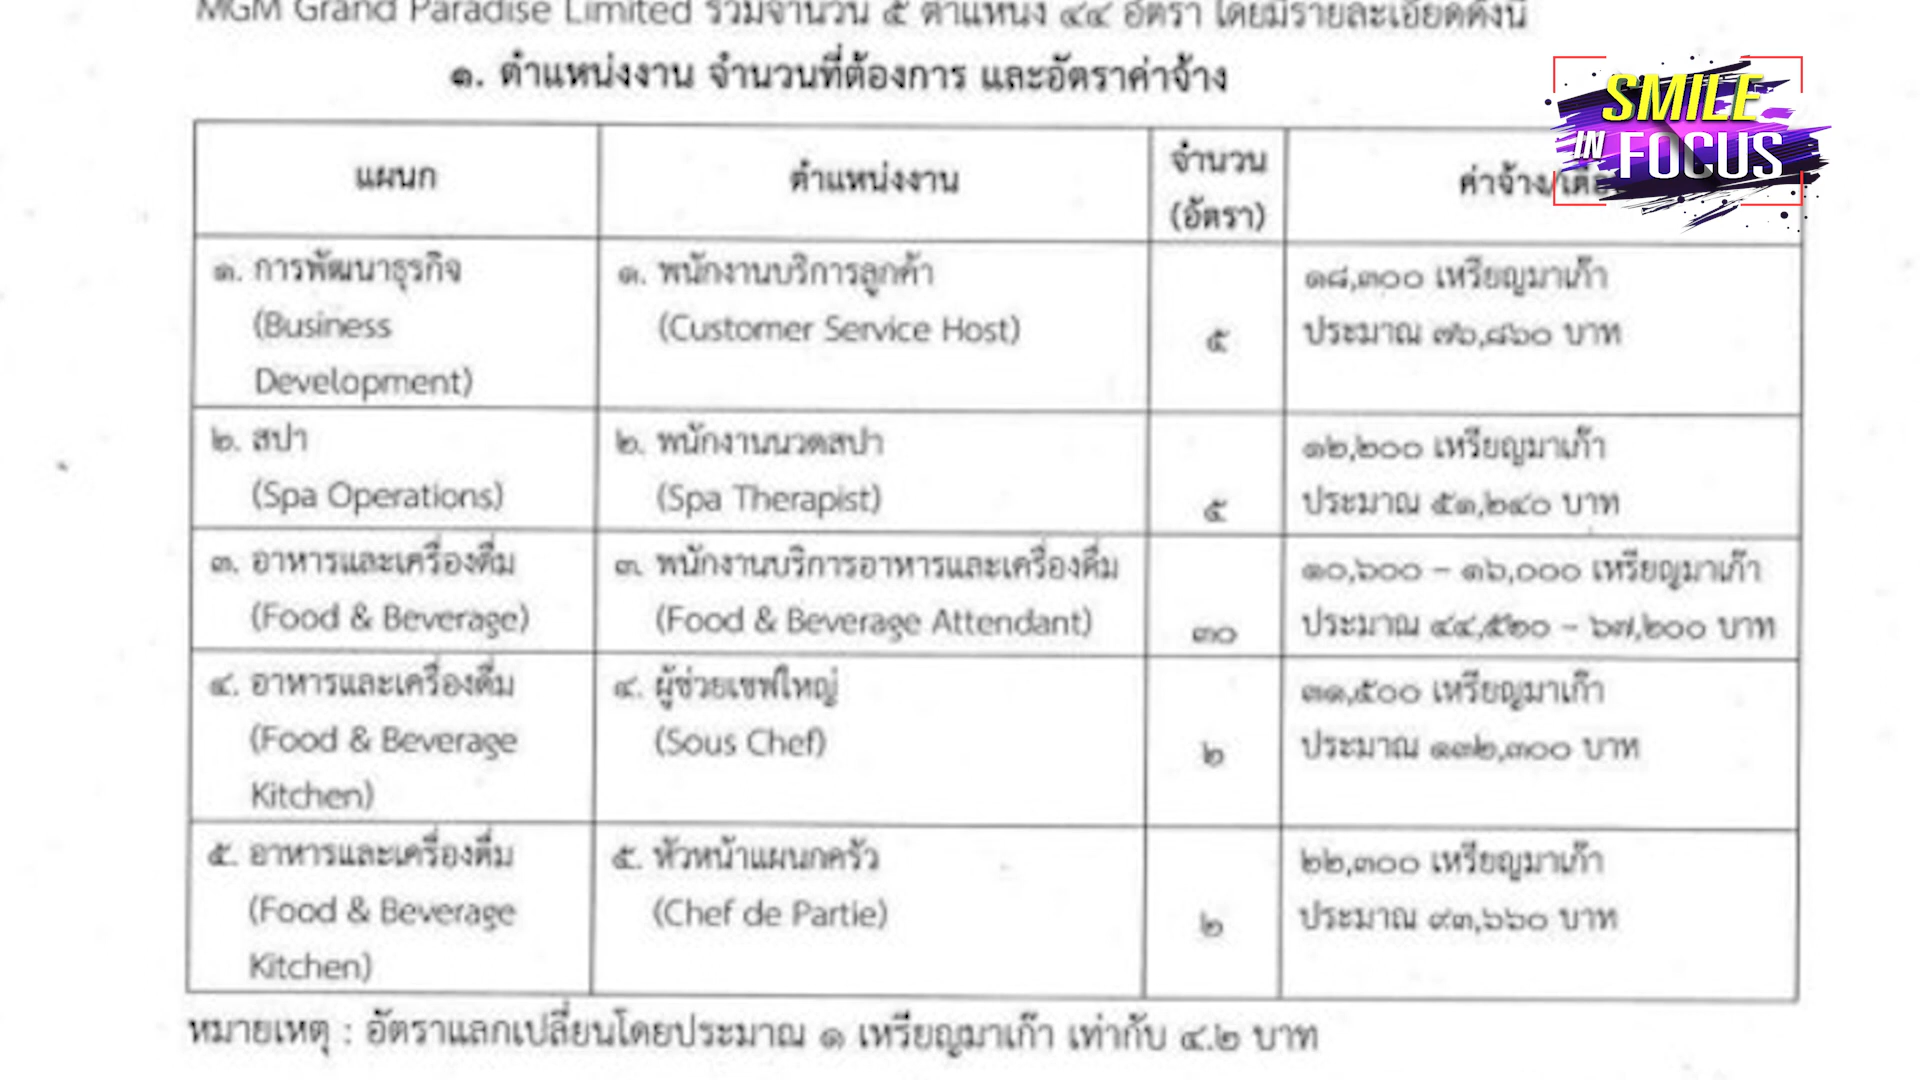 MGM Grand Paradise Limited รวมจำนวน ๕ ตำแหน่ง ๔๔ อัตรา โดยมีรายละเอียดดังนี้
๑. ตำแหน่งงาน จำนวนที่ต้องการ และอัตราค่าจ้าง
SMILE
IN FOCUS
แผนก
ตำแหน่งงาน
จำนวน
(อัตรา)
ค่าจ้าง/เดือน
๑. การพัฒนาธุรกิจ
(Business
Development)
๑. พนักงานบริการลูกค้า
(Customer Service Host)
๕
๑๘,๓๐๐ เหรียญมาเก๊า
ประมาณ ๗๖,๘๖๐ บาท
๒. สปา
(Spa Operations)
๒. พนักงานนวดสปา
(Spa Therapist)
๕
๑๒,๒๐๐ เหรียญมาเก๊า
ประมาณ ๕๑,๒๔๐ บาท
๓. อาหารและเครื่องดื่ม
(Food & Beverage)
๓. พนักงานบริการอาหารและเครื่องดื่ม
(Food & Beverage Attendant)
๓๐
๑๐,๖๐๐ – ๑๖,๐๐๐ เหรียญมาเก๊า
ประมาณ ๔๔,๕๒๐ – ๖๗,๒๐๐ บาท
๔. อาหารและเครื่องดื่ม
(Food & Beverage
Kitchen)
๔. ผู้ช่วยเชฟใหญ่
(Sous Chef)
๒
๓๑,๕๐๐ เหรียญมาเก๊า
ประมาณ ๑๓๒,๓๐๐ บาท
๕. อาหารและเครื่องดื่ม
(Food & Beverage
Kitchen)
๕. หัวหน้าแผนกครัว
(Chef de Partie)
๒
๒๒,๓๐๐ เหรียญมาเก๊า
ประมาณ ๙๓,๖๖๐ บาท
หมายเหตุ : อัตราแลกเปลี่ยนโดยประมาณ ๑ เหรียญมาเก๊า เท่ากับ ๔.๒ บาท